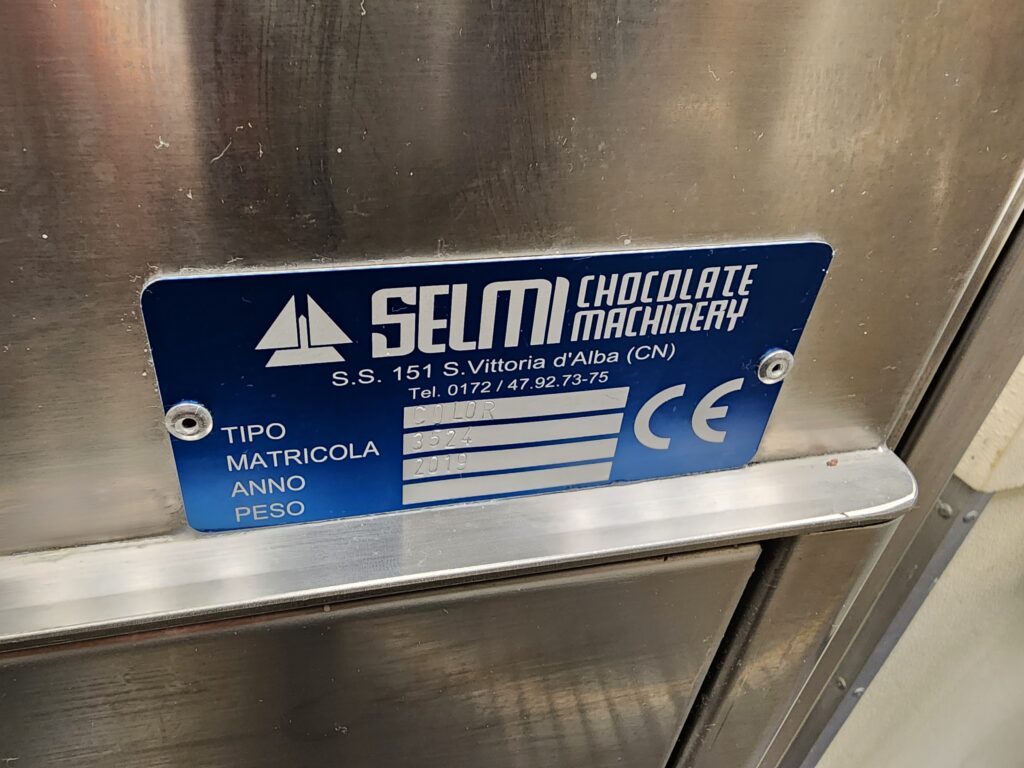 SELMI CHOCOLATE MACHINERY
S.S. 151 S.Vittoria d'Alba (CN)
Tel. 0172 / 47.92.73-75
TIPO COLOR
MATRICOLA 3524
ANNO 2019
PESO
CE